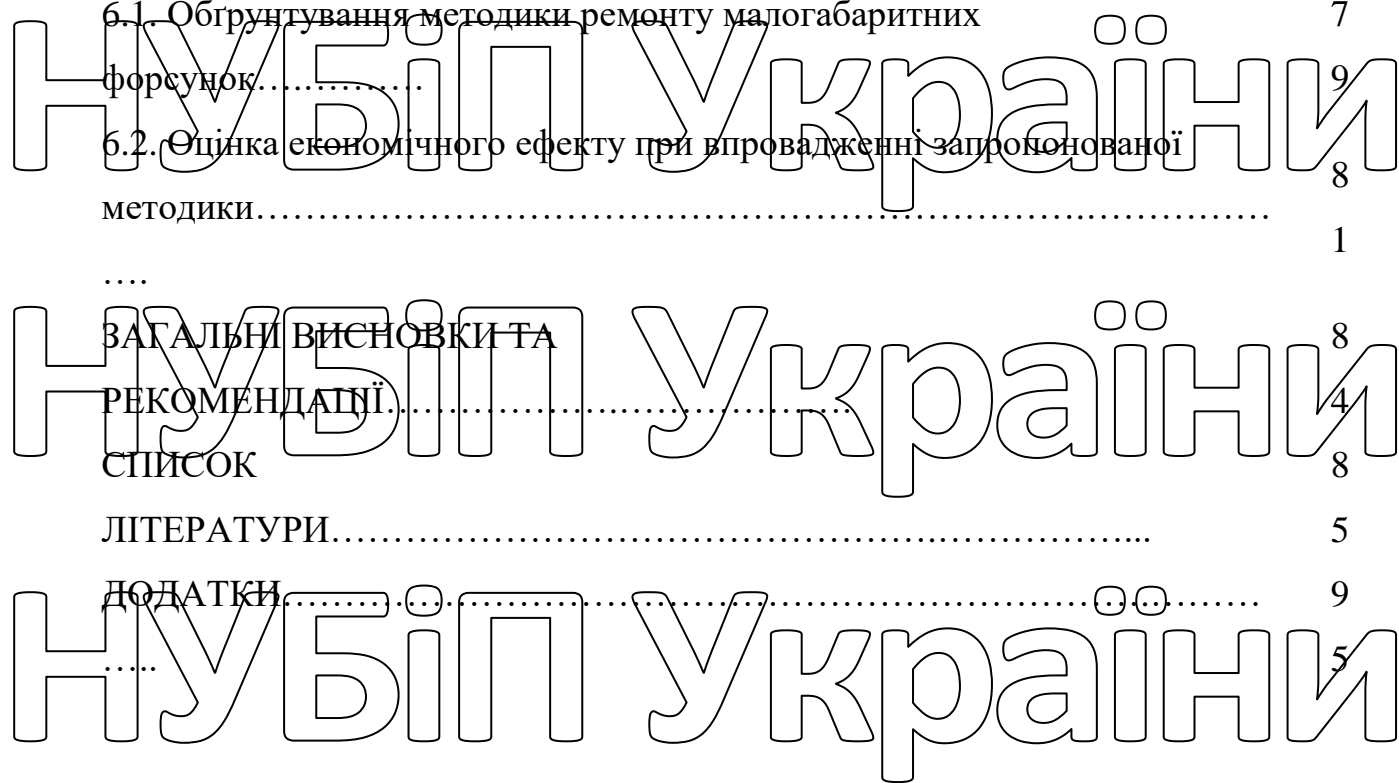 6.1. Обґрунтування методики ремонту малогабаритних 7
форсунок…..……… 9
6.2. Оцінка економічного ефекту при впровадженні запропонованої
8
методики……………………………………………………….……………
1
….
ЗАГАЛЬНІ ВИСНОВКИ ТА 8
РЕКОМЕНДАЦІЇ………………….………………… 4
СПИСОК 8
ЛІТЕРАТУРИ………………………………………….……………... 5
ДОДАТКИ………………………………………………………………………… 9
….. 5
НУБіП України
НУБіП України
НУБіП України